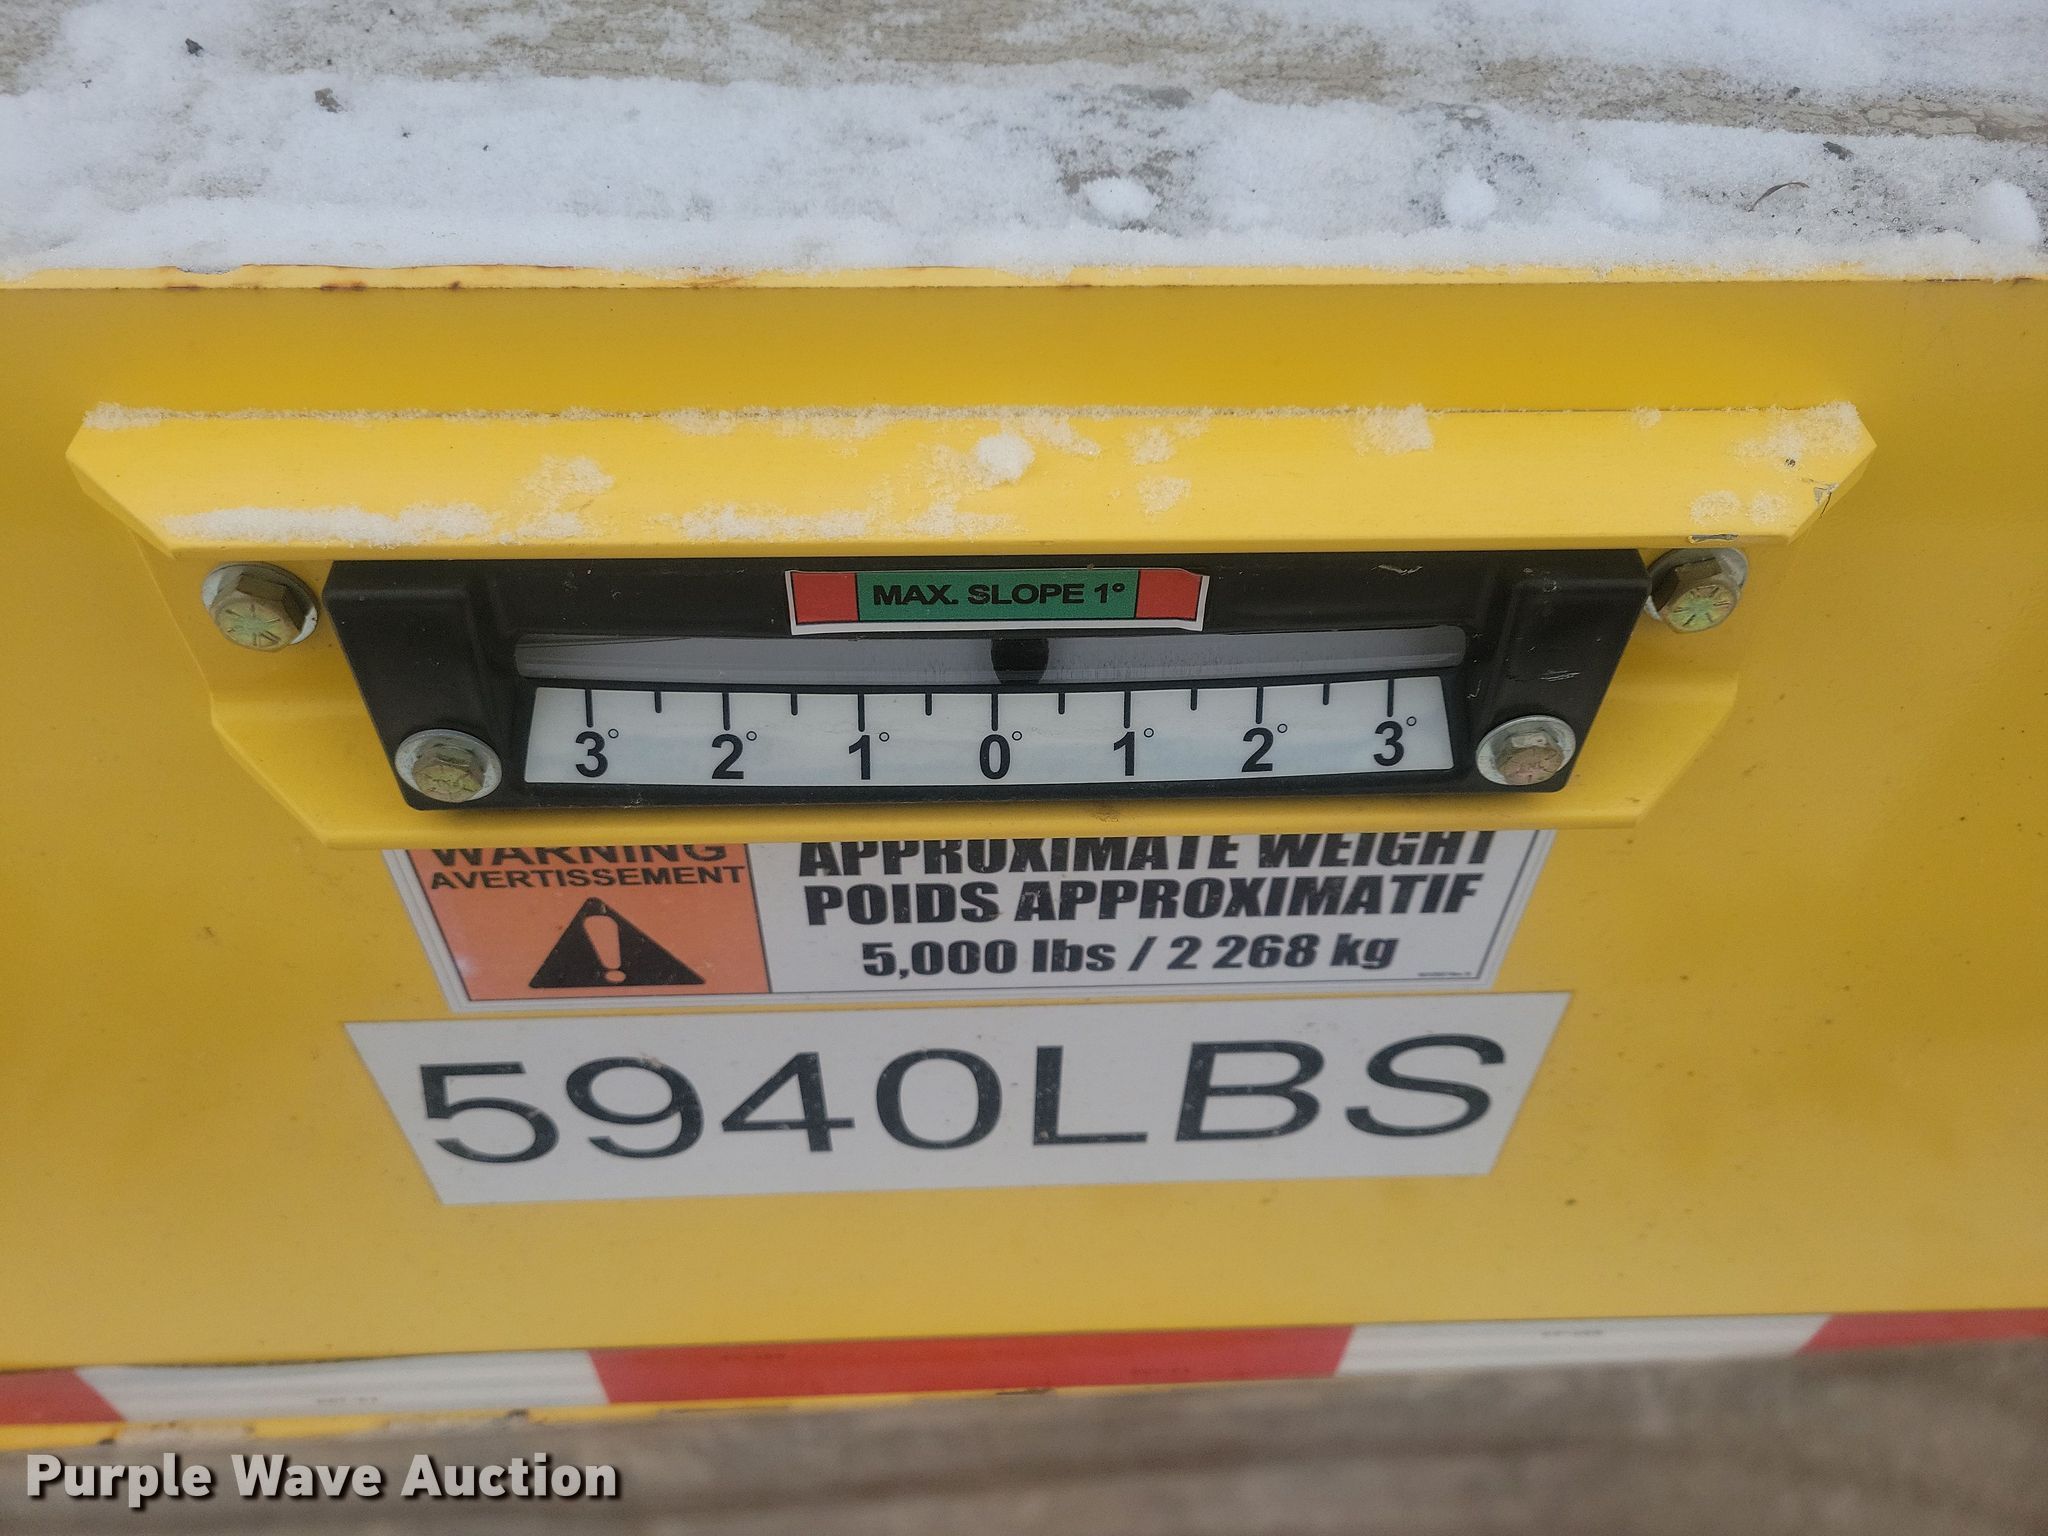 MAX. SLOPE 1°
3° 2° 1° 0° 1° 2° 3°
WARNING
AVERTISSEMENT
APPROXIMATE WEIGHT
POIDS APPROXIMATIF
5,000 lbs / 2 268 kg
5940LBS
Purple Wave Auction